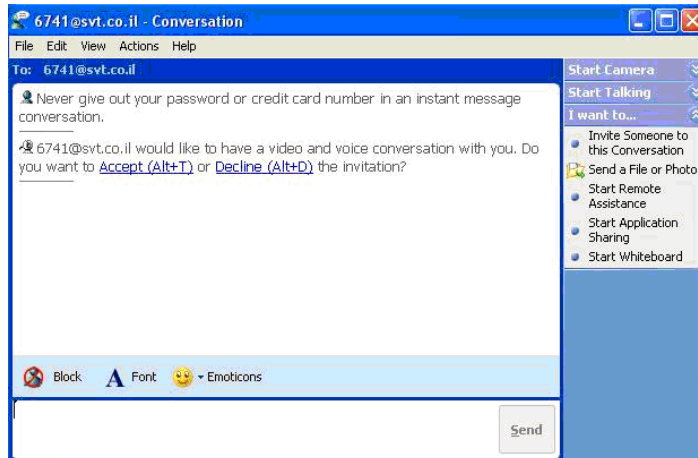 6741@svt.co.il - Conversation
File Edit View Actions Help
To: 6741@svt.co.il
Never give out your password or credit card number in an instant message
conversation.
6741@svt.co.il would like to have a video and voice conversation with you. Do
you want to Accept (Alt+T) or Decline (Alt+D) the invitation?
Block Font Emoticons
Send
Start Camera
Start Talking
I want to...
Invite Someone to
this Conversation
Send a File or Photo
Start Remote
Assistance
Start Application
Sharing
Start Whiteboard